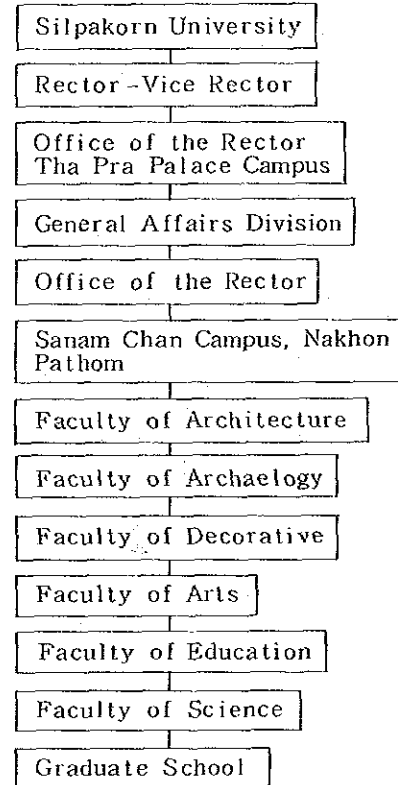 Silpakorn University
Rector-Vice Rector
Office of the Rector
Tha Pra Palace Campus
General Affairs Division
Office of the Rector
Sanam Chan Campus, Nakhon
Pathom
Faculty of Architecture
Faculty of Archaelogy
Faculty of Decorative
Faculty of Arts
Faculty of Education
Faculty of Science
Graduate School